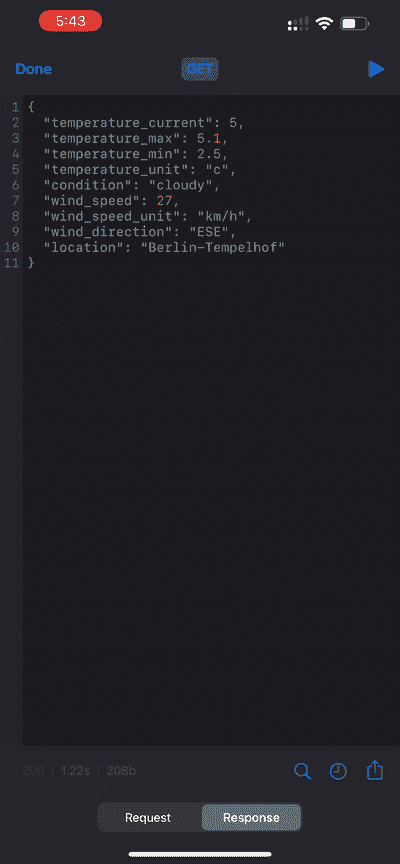 5:43
Done GET
1 {
2 "temperature_current": 5,
3 "temperature_max": 5.1,
4 "temperature_min": 2.5,
5 "temperature_unit": "c",
6 "condition": "cloudy",
7 "wind_speed": 27,
8 "wind_speed_unit": "km/h",
9 "wind_direction": "ESE",
10 "location": "Berlin-Tempelhof"
11 }
200 | 1.22s | 208b
Request Response